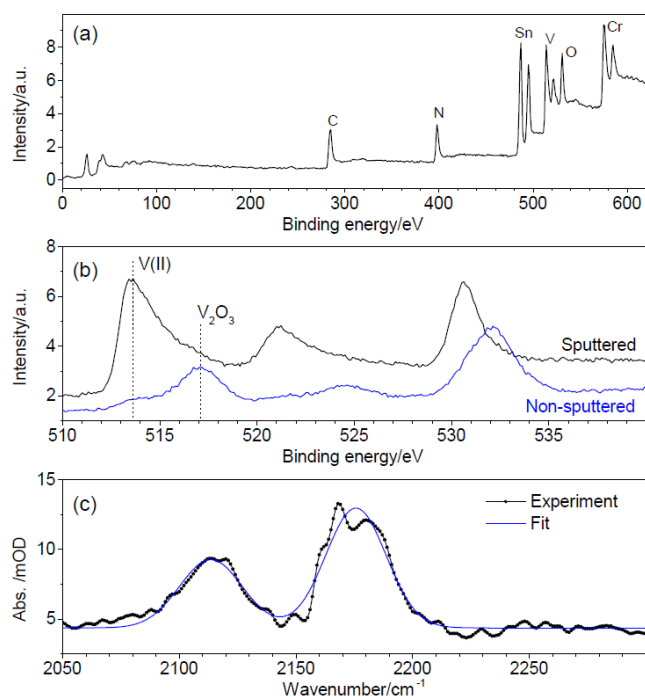 (a)
Sn
V
O
Cr
C
N
Intensity/a.u.
8
6
4
2
0
0 100 200 300 400 500 600
Binding energy/eV
(b)
V(II)
V2O3
Sputtered
Non-sputtered
Intensity/a.u.
8
6
4
2
510 515 520 525 530 535
Binding energy/eV
(c)
Experiment
Fit
Abs. /mOD
15
10
5
2050 2100 2150 2200 2250
Wavenumber/cm-1